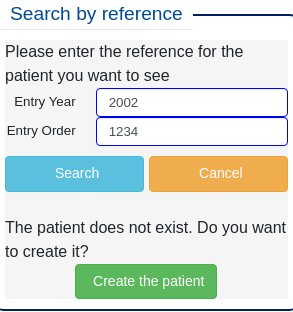 Search by reference
Please enter the reference for the
patient you want to see
Entry Year 2002
Entry Order 1234
Search Cancel
The patient does not exist. Do you want
to create it?
Create the patient